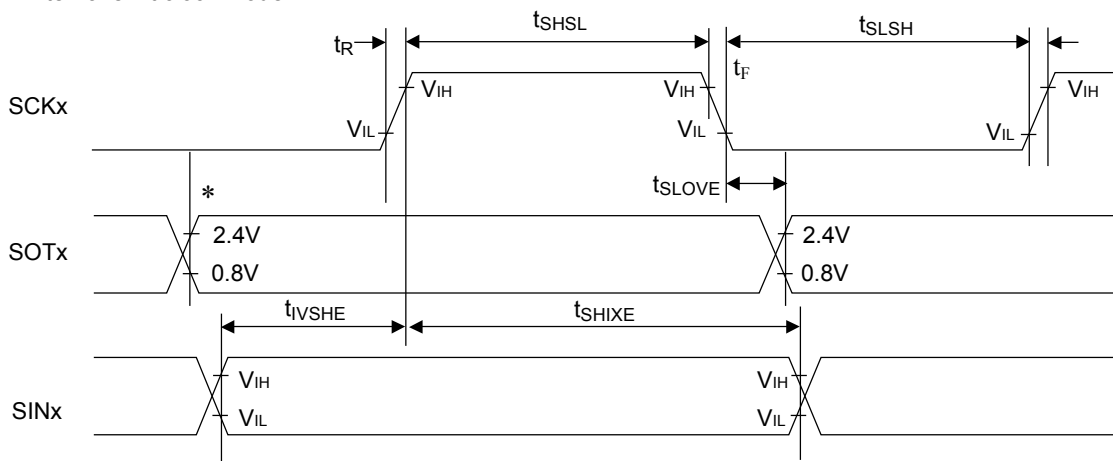 tR
tSHSL
tSLSH
tF
SCKx
VIH
VIH
VIH
VIL
VIL
VIL
tSLOVE
*
SOTx
2.4V
2.4V
0.8V
0.8V
tIVSHE
tSHIXE
SINx
VIH
VIH
VIL
VIL